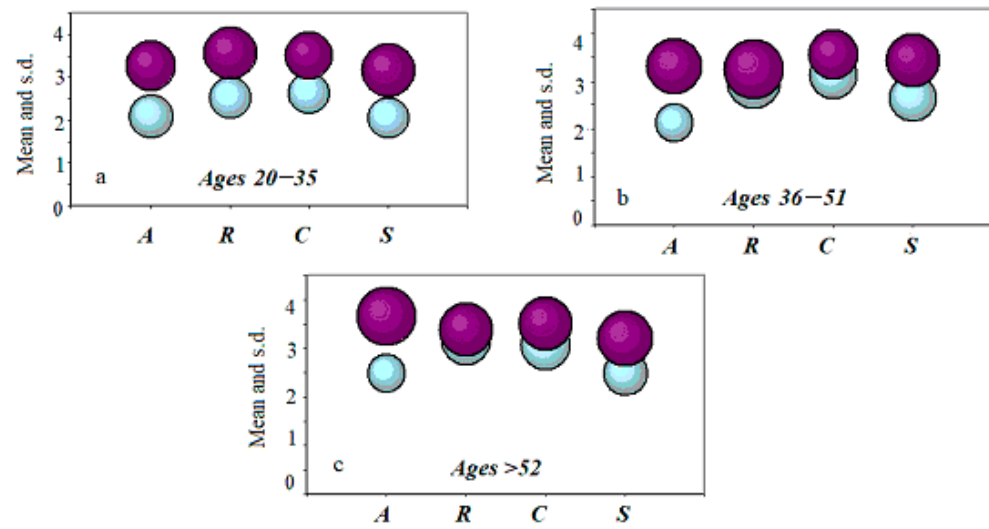 Mean and s.d.
4
3
2
1
0
a
Ages 20–35
A R C S
Mean and s.d.
4
3
2
1
0
b
Ages 36–51
A R C S
Mean and s.d.
4
3
2
1
0
c
Ages >52
A R C S